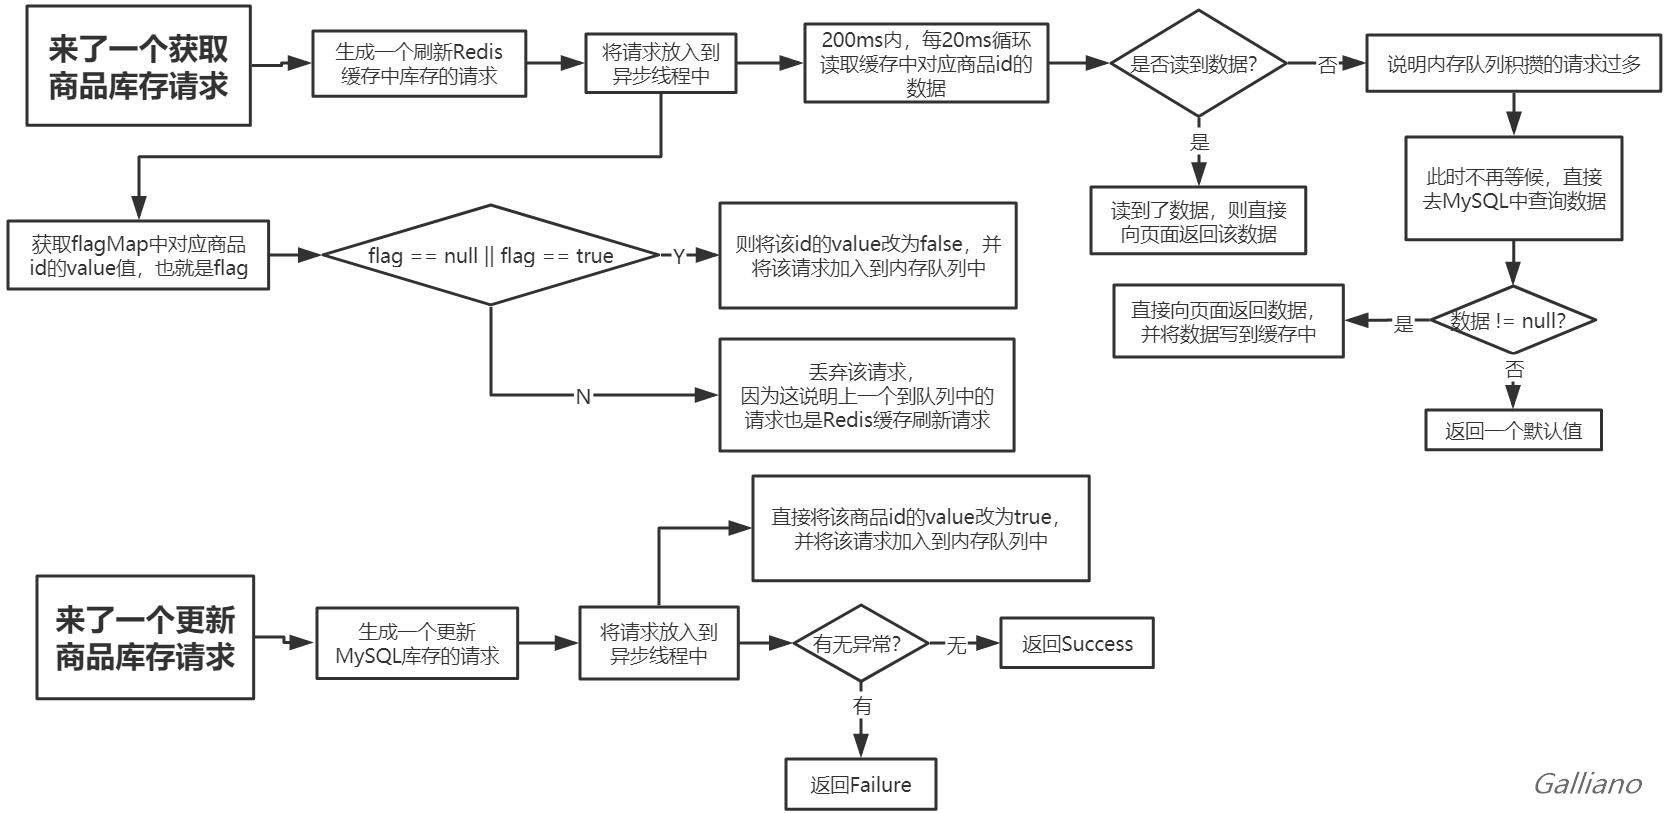 来了一个获取
商品库存请求
生成一个刷新Redis
缓存中库存的请求
将请求放入到
异步线程中
200ms内，每20ms循环
读取缓存中对应商品id的
数据
是否读到数据?
否
说明内存队列积攒的请求过多
是
读到了数据，则直接
向页面返回该数据
此时不再等候，直接
去MySQL中查询数据
数据 != null?
是
直接向页面返回数据，
并将数据写到缓存中
否
返回一个默认值
获取flagMap中对应商品
id的value值，也就是flag
flag == null || flag == true
Y
则将该id的value改为false，并
将该请求加入到内存队列中
N
丢弃该请求，
因为这说明上一个到队列中的
请求也是Redis缓存刷新请求
来了一个更新
商品库存请求
生成一个更新
MySQL库存的请求
将请求放入到
异步线程中
直接将该商品id的value改为true，
并将该请求加入到内存队列中
有无异常?
无
返回Success
有
返回Failure
Galliano